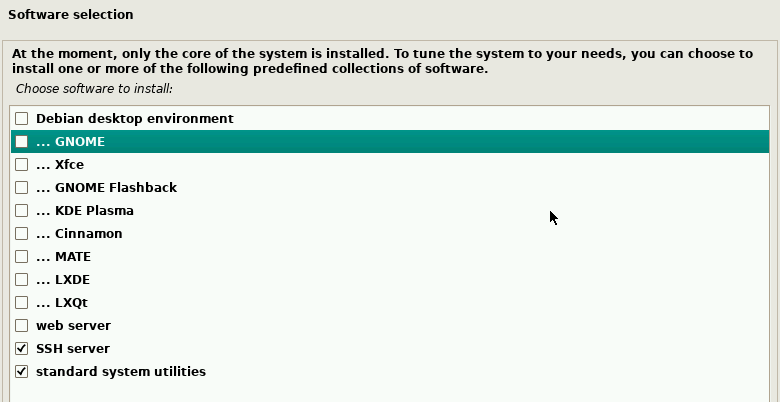 Software selection
At the moment, only the core of the system is installed. To tune the system to your needs, you can choose to
install one or more of the following predefined collections of software.
Choose software to install:
Debian desktop environment
... GNOME
... Xfce
... GNOME Flashback
... KDE Plasma
... Cinnamon
... MATE
... LXDE
... LXQt
web server
SSH server
standard system utilities